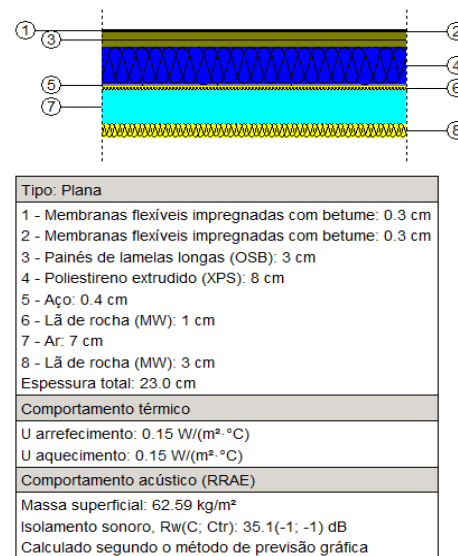 1
3
2
4
5
6
7
8
Tipo: Plana
1 - Membranas flexíveis impregnadas com betume: 0.3 cm
2 - Membranas flexíveis impregnadas com betume: 0.3 cm
3 - Painés de lamelas longas (OSB): 3 cm
4 - Poliestireno extrudido (XPS): 8 cm
5 - Aço: 0.4 cm
6 - Lã de rocha (MW): 1 cm
7 - Ar: 7 cm
8 - Lã de rocha (MW): 3 cm
Espessura total: 23.0 cm
Comportamento térmico
U arrefecimento: 0.15 W/(m²·°C)
U aquecimento: 0.15 W/(m²·°C)
Comportamento acústico (RRAE)
Massa superficial: 62.59 kg/m²
Isolamento sonoro, Rw(C; Ctr): 35.1(-1; -1) dB
Calculado segundo o método de previsão gráfica